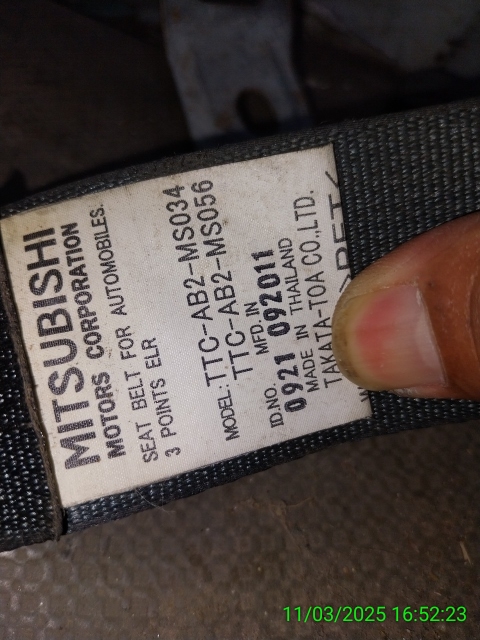 MITSUBISHI
MOTORS CORPORATION
SEAT BELT FOR AUTOMOBILES.
3 POINTS ELR
MODEL: TTC-AB2-MS034
TTC-AB2-MS056
ID.NO. MFD. IN
0921 092011
MADE IN THAILAND
TAKATA-TOA CO.,LTD.
11/03/2025 16:52:23